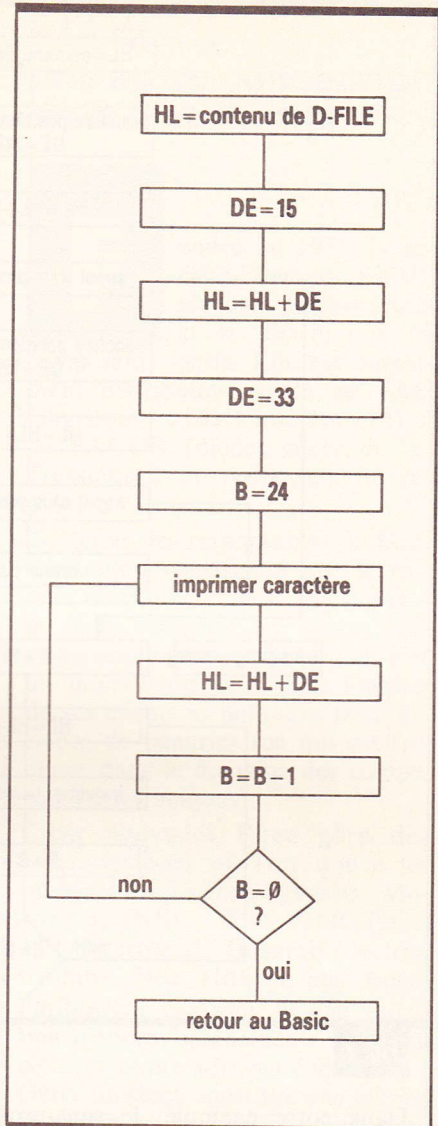 HL=contenu de D-FILE
DE=15
HL=HL+DE
DE=33
B=24
imprimer caractère
HL=HL+DE
B=B-1
B=Ø
?
non
oui
retour au Basic